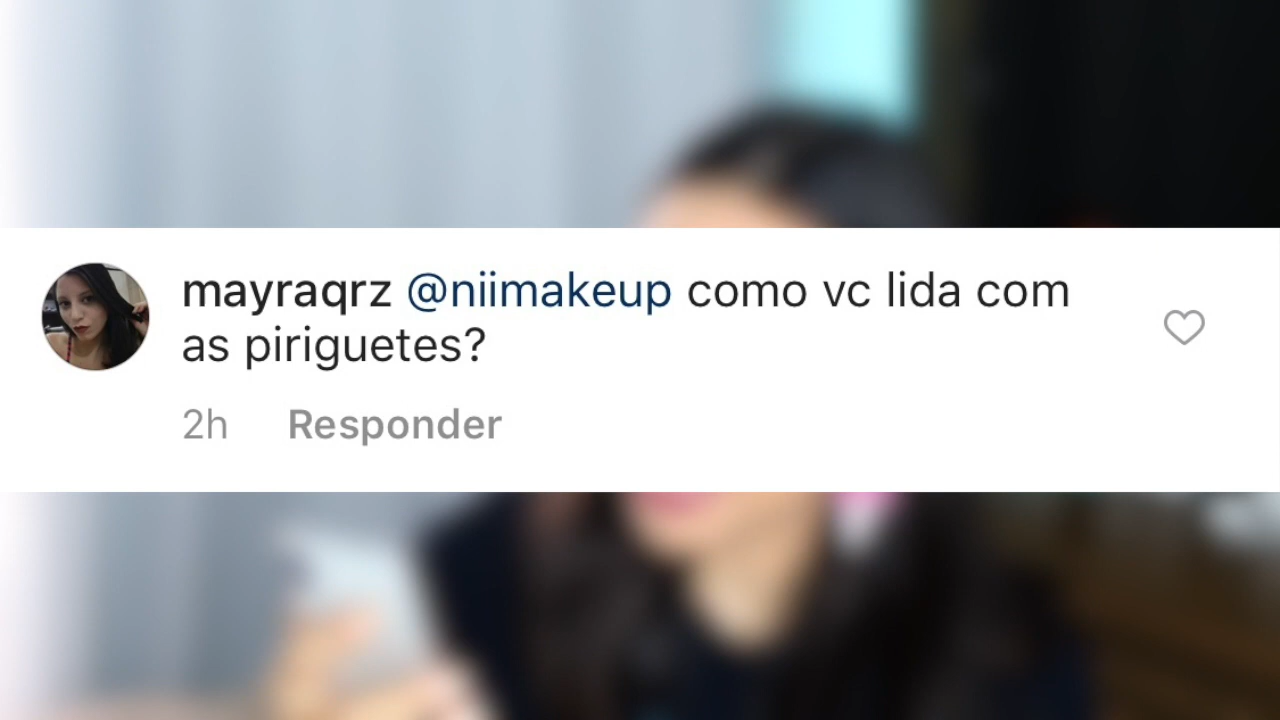 mayraqrz @niimakeup como vc lida com
as piriguetes?
2h Responder